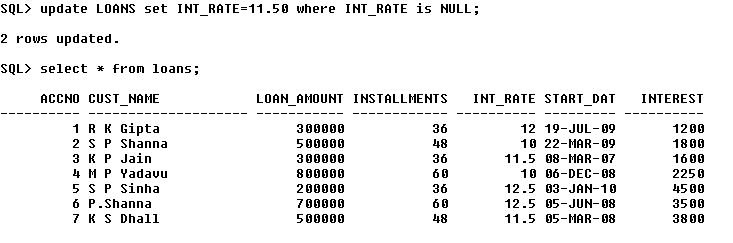 SQL> update LOANS set INT_RATE=11.50 where INT_RATE is NULL;
2 rows updated.
SQL> select * from loans;
ACCNO CUST_NAME LOAN_AMOUNT INSTALLMENTS INT_RATE START_DAT INTEREST
---------- -------------------- ----------- ------------ ---------- --------- ----------
1 R K Gipta 300000 36 12 19-JUL-09 1200
2 S P Shanna 500000 48 10 22-MAR-09 1800
3 K P Jain 300000 36 11.5 08-MAR-07 1600
4 M P Yadavu 800000 60 10 06-DEC-08 2250
5 S P Sinha 200000 36 12.5 03-JAN-10 4500
6 P.Shanna 700000 60 12.5 05-JUN-08 3500
7 K S Dhall 500000 48 11.5 05-MAR-08 3800